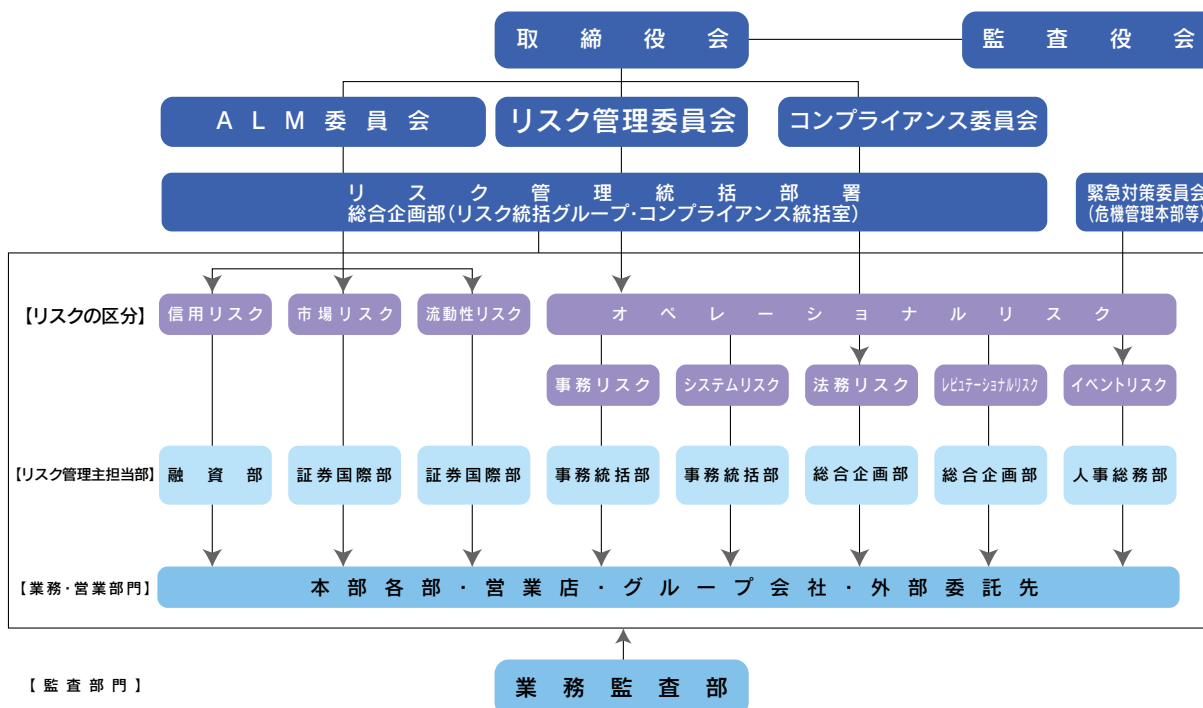 取締役会
監査役会
ALM委員会
リスク管理委員会
コンプライアンス委員会
リスク管理統括部署
総合企画部(リスク統括グループ・コンプライアンス統括室)
緊急対策委員会
(危機管理本部等)
【リスクの区分】
信用リスク
市場リスク
流動性リスク
オペレーショナルリスク
事務リスク
システムリスク
法務リスク
レピュテーショナルリスク
イベントリスク
【リスク管理主担当部】
融資部
証券国際部
証券国際部
事務統括部
事務統括部
総合企画部
総合企画部
人事総務部
【業務・営業部門】
本部各部・営業店・グループ会社・外部委託先
【監査部門】
業務監査部